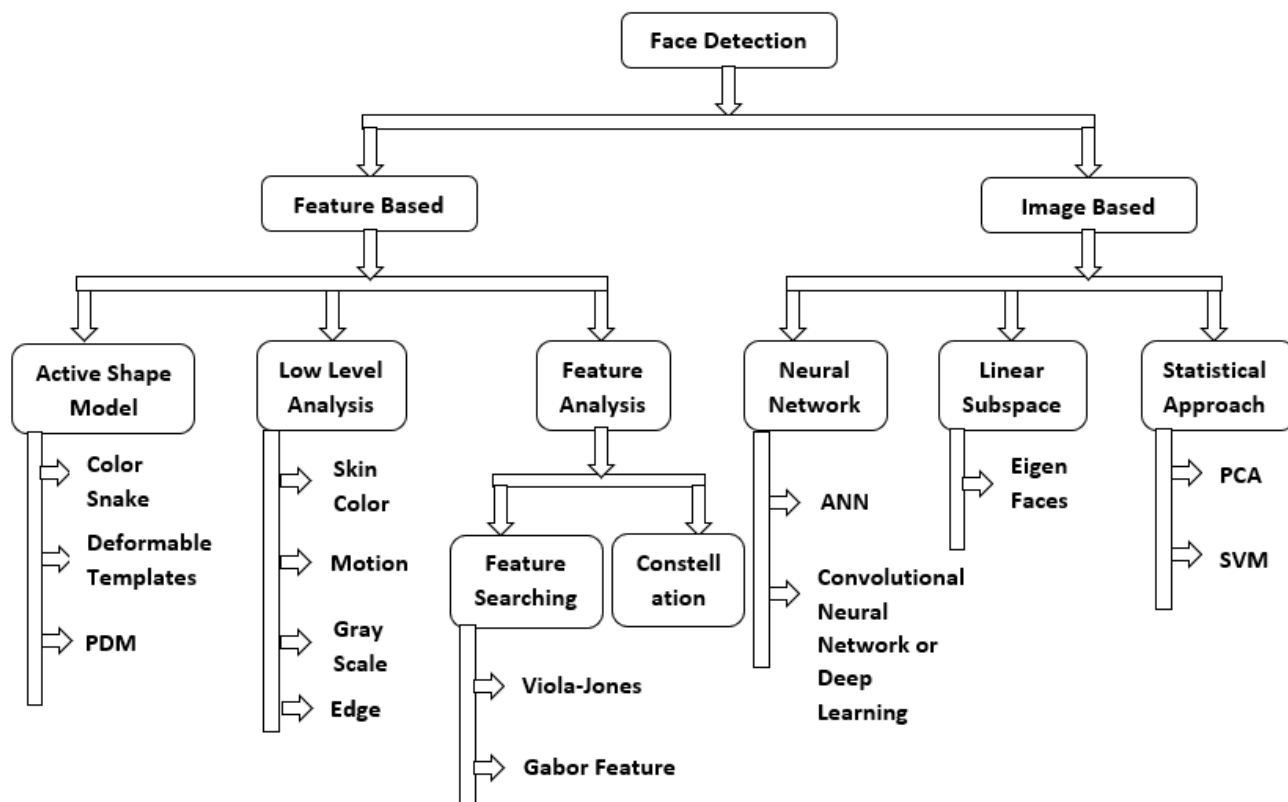 Face Detection
Feature Based
Image Based
Active Shape
Model
Low Level
Analysis
Feature
Analysis
Neural
Network
Linear
Subspace
Statistical
Approach
Color
Snake
Deformable
Templates
PDM
Skin
Color
Motion
Gray
Scale
Edge
Feature
Searching
Constell
ation
Viola-Jones
Gabor Feature
ANN
Convolutional
Neural
Network or
Deep
Learning
Eigen
Faces
PCA
SVM